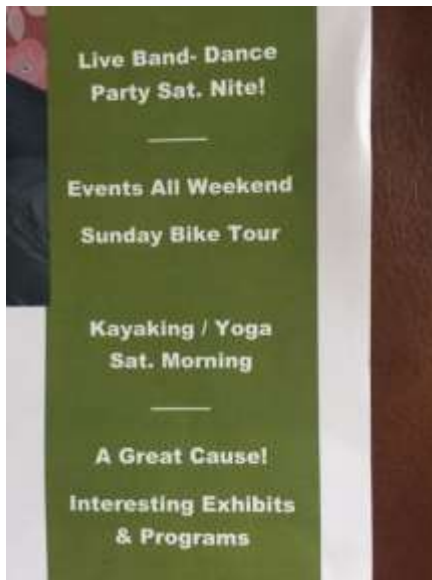 Live Band- Dance
Party Sat. Nite!
Events All Weekend
Sunday Bike Tour
Kayaking / Yoga
Sat. Morning
A Great Cause!
Interesting Exhibits
& Programs